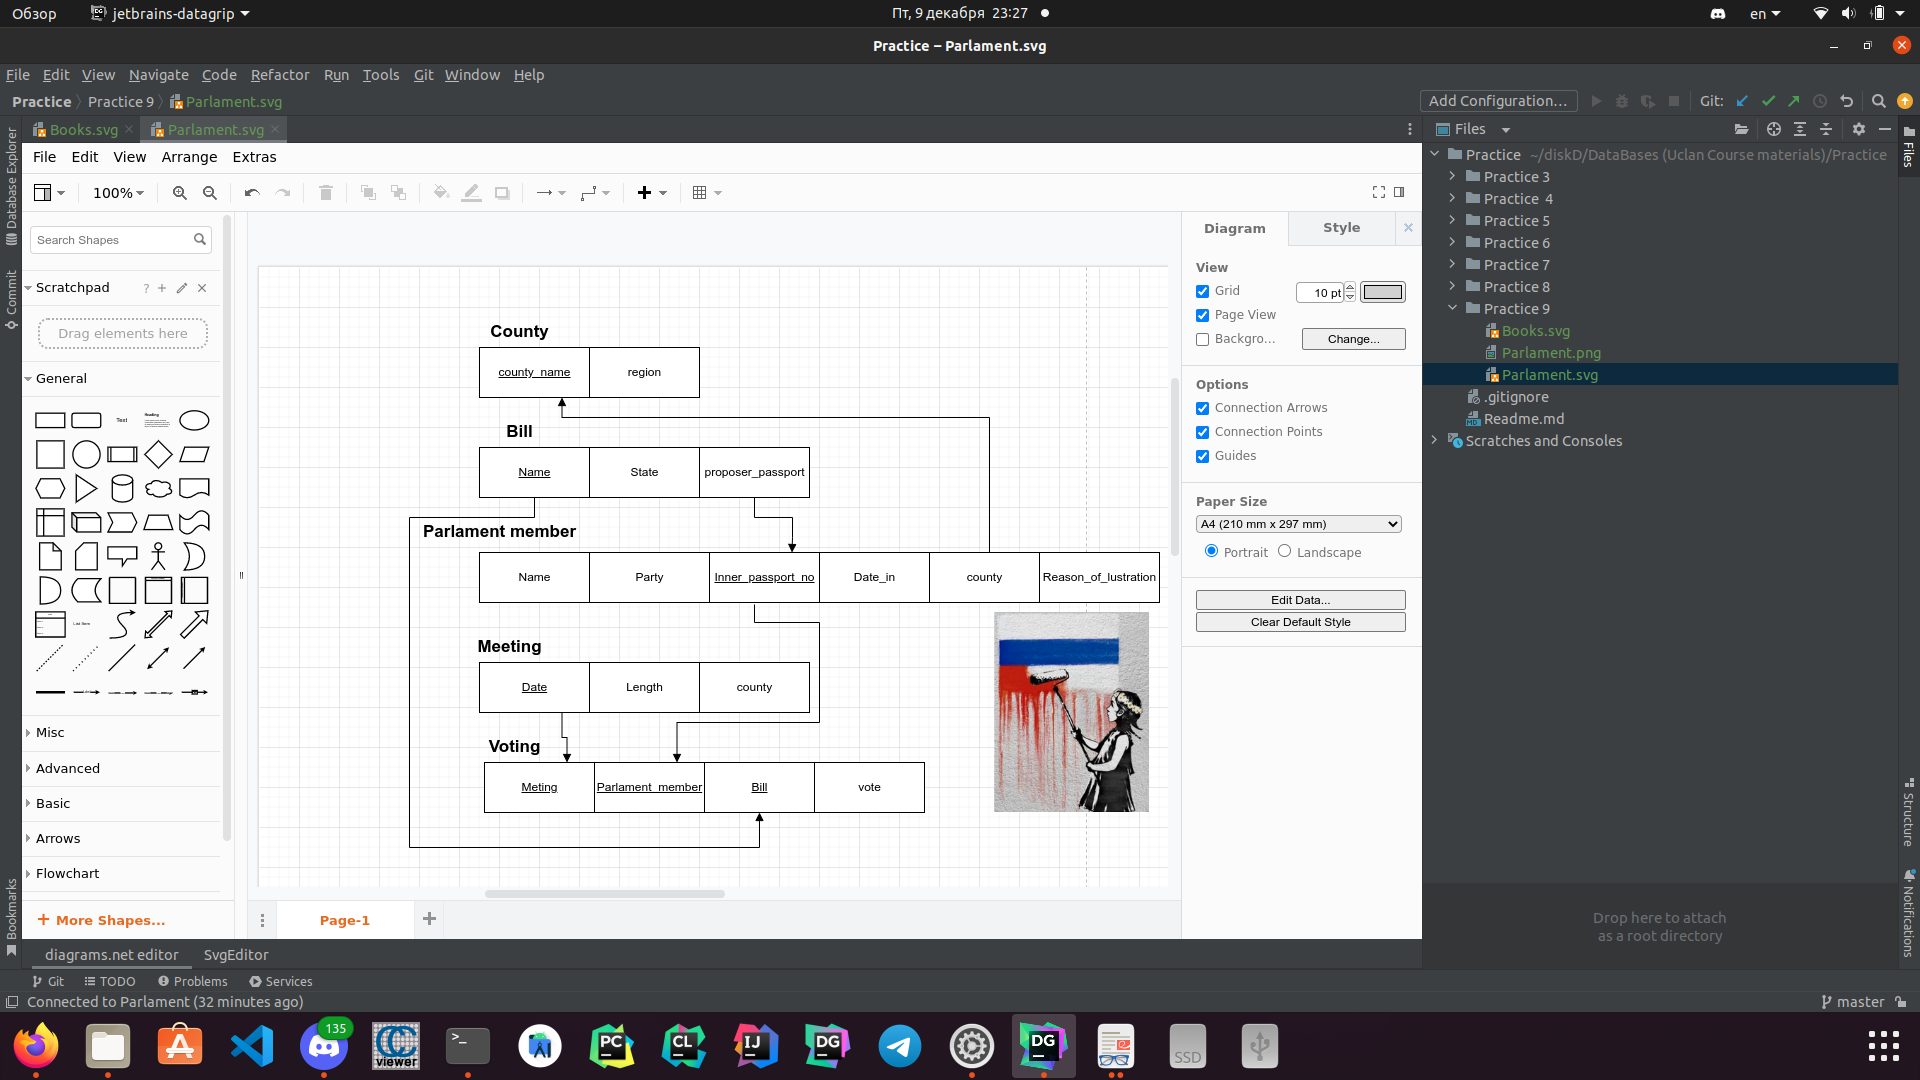 Обзор
jetbrains-datagrip
Пт, 9 декабря 23:27
en
Practice – Parlament.svg
File Edit View Navigate Code Refactor Run Tools Git Window Help
Practice Practice 9 Parlament.svg
Add Configuration...
Git:
Database Explorer
Commit
Bookmarks
Books.svg
Parlament.svg
File Edit View Arrange Extras
100%
Search Shapes
Scratchpad
?
Drag elements here
General
Text
Heading
List Item
Misc
Advanced
Basic
Arrows
Flowchart
More Shapes...
County
county_name region
Bill
Name State proposer_passport
Parlament member
Name Party Inner_passport_no Date_in county Reason_of_lustration
Meeting
Date Length county
Voting
Meting Parlament_member Bill vote
Page-1
Diagram Style
View
Grid 10 pt
Page View
Backgro... Change...
Options
Connection Arrows
Connection Points
Guides
Paper Size
A4 (210 mm x 297 mm)
Portrait Landscape
Edit Data...
Clear Default Style
Files
Practice ~/diskD/DataBases (Uclan Course materials)/Practice
Practice 3
Practice 4
Practice 5
Practice 6
Practice 7
Practice 8
Practice 9
Books.svg
Parlament.png
Parlament.svg
.gitignore
Readme.md
Scratches and Consoles
Drop here to attach
as a root directory
Files
Structure
Notifications
diagrams.net editor SvgEditor
Git TODO Problems Services
Connected to Parlament (32 minutes ago)
master
135
CC
viewer
>_
PC
CL
IJ
DG
DG
SSD